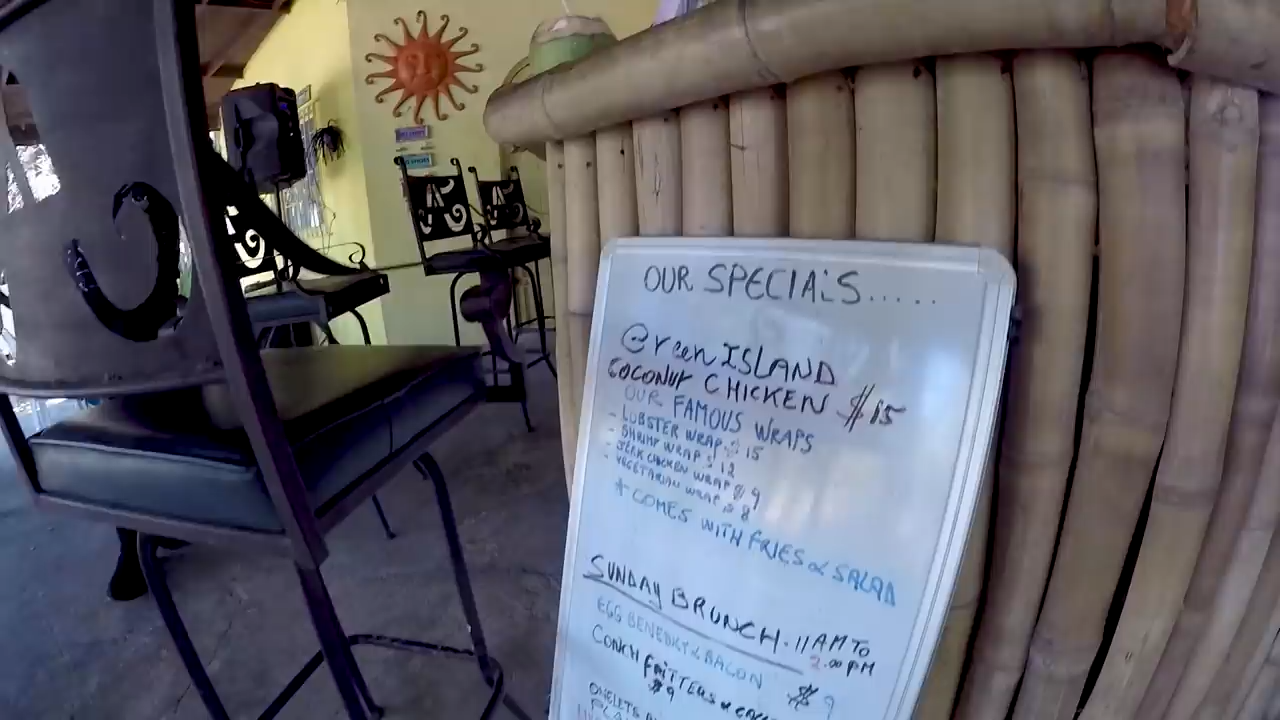 OUR SPECIALS.....
Green ISLAND
COCONUT CHICKEN $15
OUR FAMOUS WRAPS
- LOBSTER WRAP $ 15
- SHRIMP WRAP $ 12
- JERK CHICKEN WRAP $ 9
- VEGETARIAN WRAP $ 8
* COMES WITH FRIES & SALAD
SUNDAY BRUNCH. 11AM TO
2.00 PM
EGG BENEDICT & BACON $ 9
CONCH FRITTERS &
$9
OMELETS